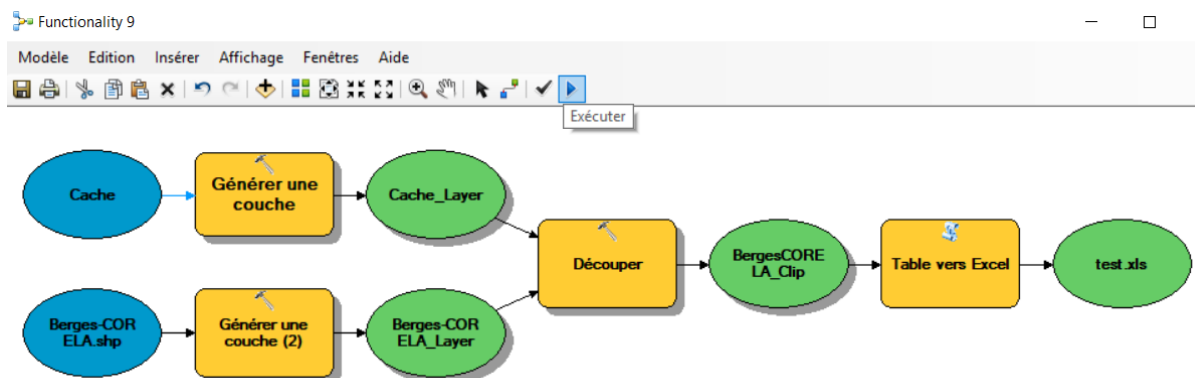 Functionality 9
Modèle Edition Insérer Affichage Fenêtres Aide
Exécuter
Cache
Générer une
couche
Cache_Layer
Découper
BergesCORE
LA_Clip
Table vers Excel
test.xls
Berges-COR
ELA.shp
Générer une
couche (2)
Berges-COR
ELA_Layer